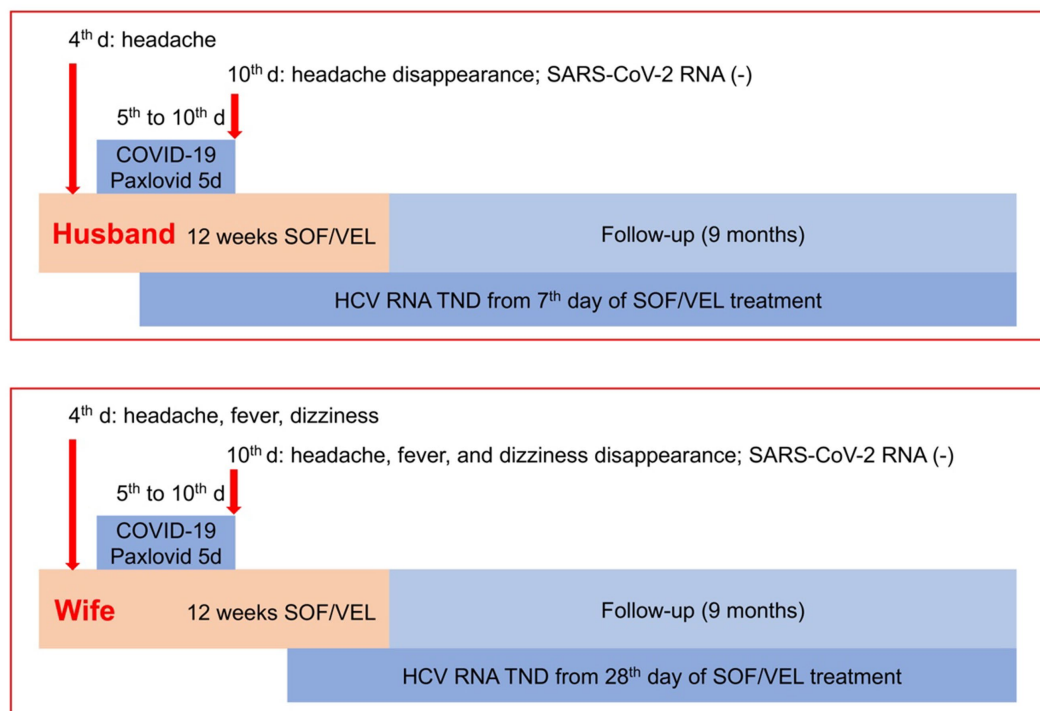 4th d: headache
10th d: headache disappearance; SARS-CoV-2 RNA (-)
5th to 10th d
COVID-19
Paxlovid 5d
Husband 12 weeks SOF/VEL
Follow-up (9 months)
HCV RNA TND from 7th day of SOF/VEL treatment
4th d: headache, fever, dizziness
10th d: headache, fever, and dizziness disappearance; SARS-CoV-2 RNA (-)
5th to 10th d
COVID-19
Paxlovid 5d
Wife 12 weeks SOF/VEL
Follow-up (9 months)
HCV RNA TND from 28th day of SOF/VEL treatment